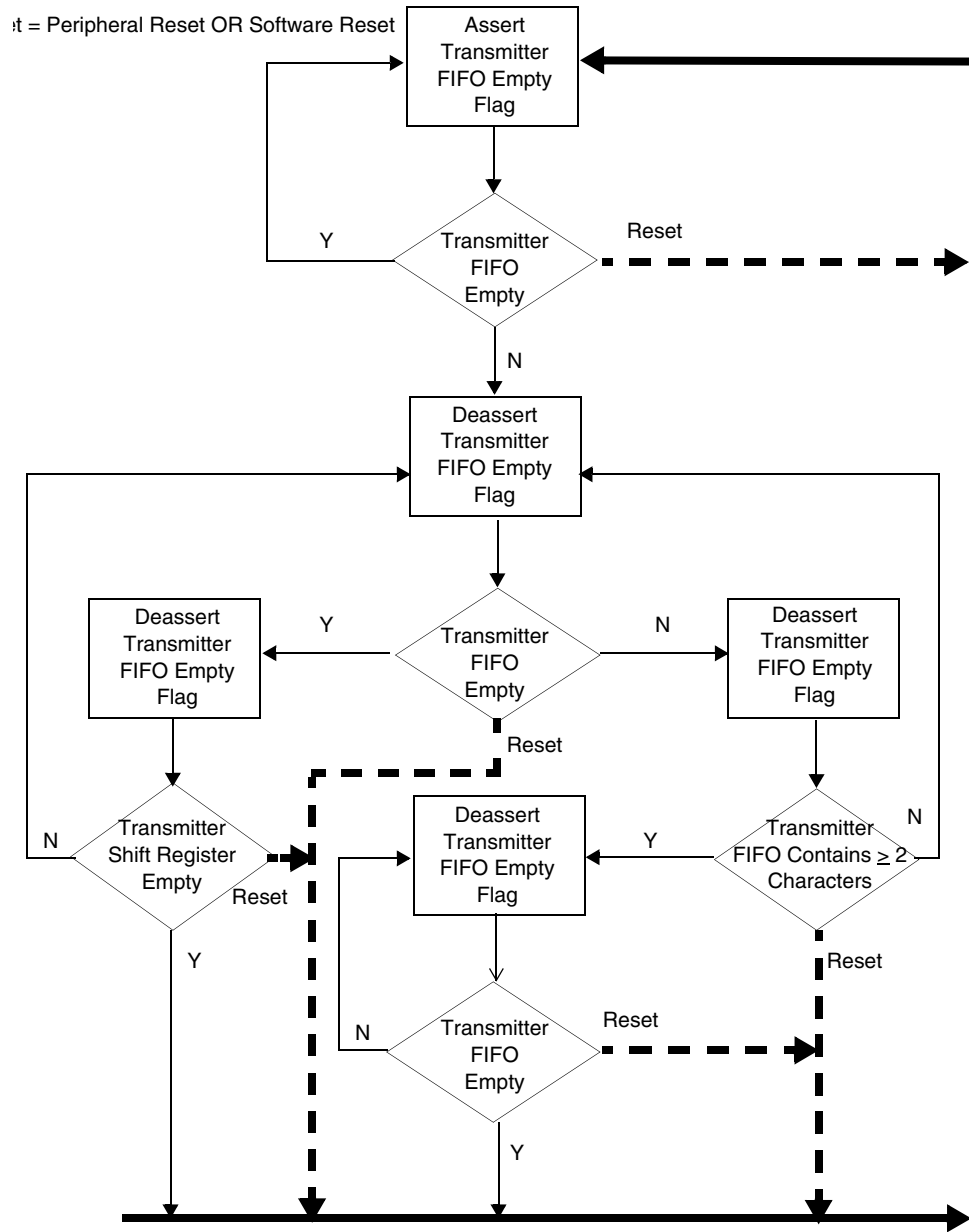 = Peripheral Reset OR Software Reset
Assert
Transmitter
FIFO Empty
Flag
Y
Transmitter
FIFO
Empty
Reset
N
Deassert
Transmitter
FIFO Empty
Flag
Deassert
Transmitter
FIFO Empty
Flag
Y
Transmitter
FIFO
Empty
N
Deassert
Transmitter
FIFO Empty
Flag
Reset
N
Transmitter
Shift Register
Empty
Reset
Y
Deassert
Transmitter
FIFO Empty
Flag
Y
Transmitter
FIFO Contains ≥ 2
Characters
N
Reset
N
Transmitter
FIFO
Empty
Reset
Y